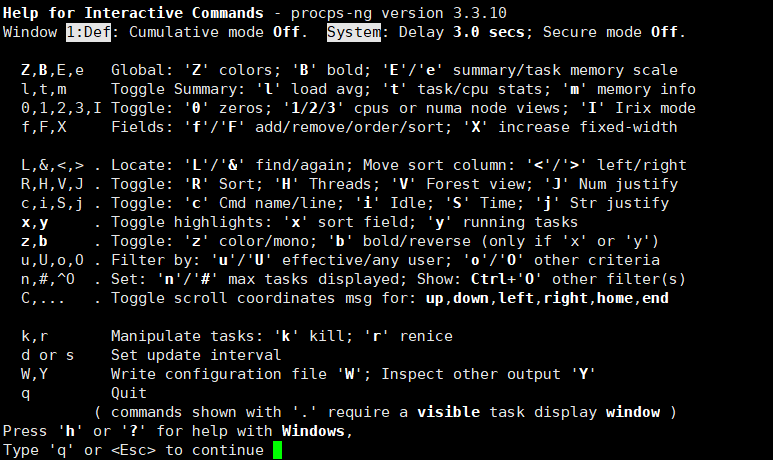 Help for Interactive Commands - procps-ng version 3.3.10
Window 1:Def: Cumulative mode Off.  System: Delay 3.0 secs; Secure mode Off.

  Z,B,E,e   Global: 'Z' colors; 'B' bold; 'E'/'e' summary/task memory scale
  l,t,m     Toggle Summary: 'l' load avg; 't' task/cpu stats; 'm' memory info
  0,1,2,3,I Toggle: '0' zeros; '1/2/3' cpus or numa node views; 'I' Irix mode
  f,F,X     Fields: 'f'/'F' add/remove/order/sort; 'X' increase fixed-width

  L,&,<,> . Locate: 'L'/'&' find/again; Move sort column: '<'/'>' left/right
  R,H,V,J . Toggle: 'R' Sort; 'H' Threads; 'V' Forest view; 'J' Num justify
  c,i,S,j . Toggle: 'c' Cmd name/line; 'i' Idle; 'S' Time; 'j' Str justify
  x,y     . Toggle highlights: 'x' sort field; 'y' running tasks
  z,b     . Toggle: 'z' color/mono; 'b' bold/reverse (only if 'x' or 'y')
  u,U,o,O . Filter by: 'u'/'U' effective/any user; 'o'/'O' other criteria
  n,#,^O  . Set: 'n'/'#' max tasks displayed; Show: Ctrl+'O' other filter(s)
  C,...   . Toggle scroll coordinates msg for: up,down,left,right,home,end

  k,r       Manipulate tasks: 'k' kill; 'r' renice
  d or s    Set update interval
  W,Y       Write configuration file 'W'; Inspect other output 'Y'
  q         Quit
          ( commands shown with '.' require a visible task display window )
Press 'h' or '?' for help with Windows,
Type 'q' or <Esc> to continue